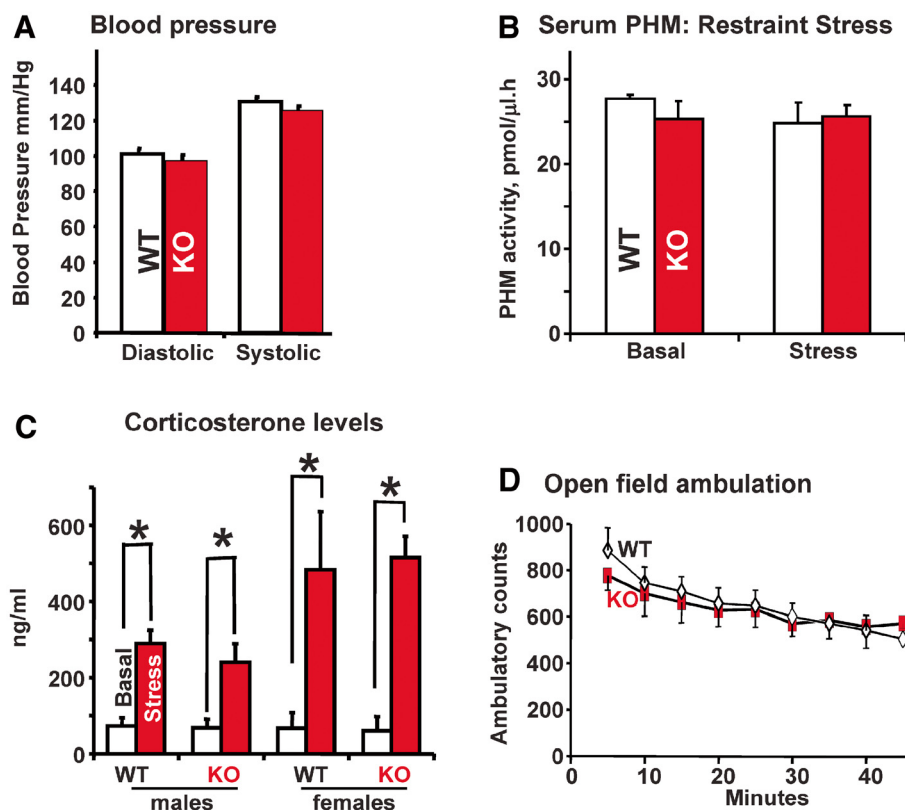 A Blood pressure
Blood Pressure mm/Hg
140
120
100
80
60
40
20
0
WT
KO
Diastolic Systolic
B Serum PHM: Restraint Stress
PHM activity, pmol/µl.h
30
20
10
0
WT
KO
Basal Stress
C Corticosterone levels
ng/ml
600
400
200
0
* * * *
Basal
Stress
WT KO WT KO
males females
D Open field ambulation
Ambulatory counts
1000
800
600
400
200
0
WT
KO
0 10 20 30 40
Minutes